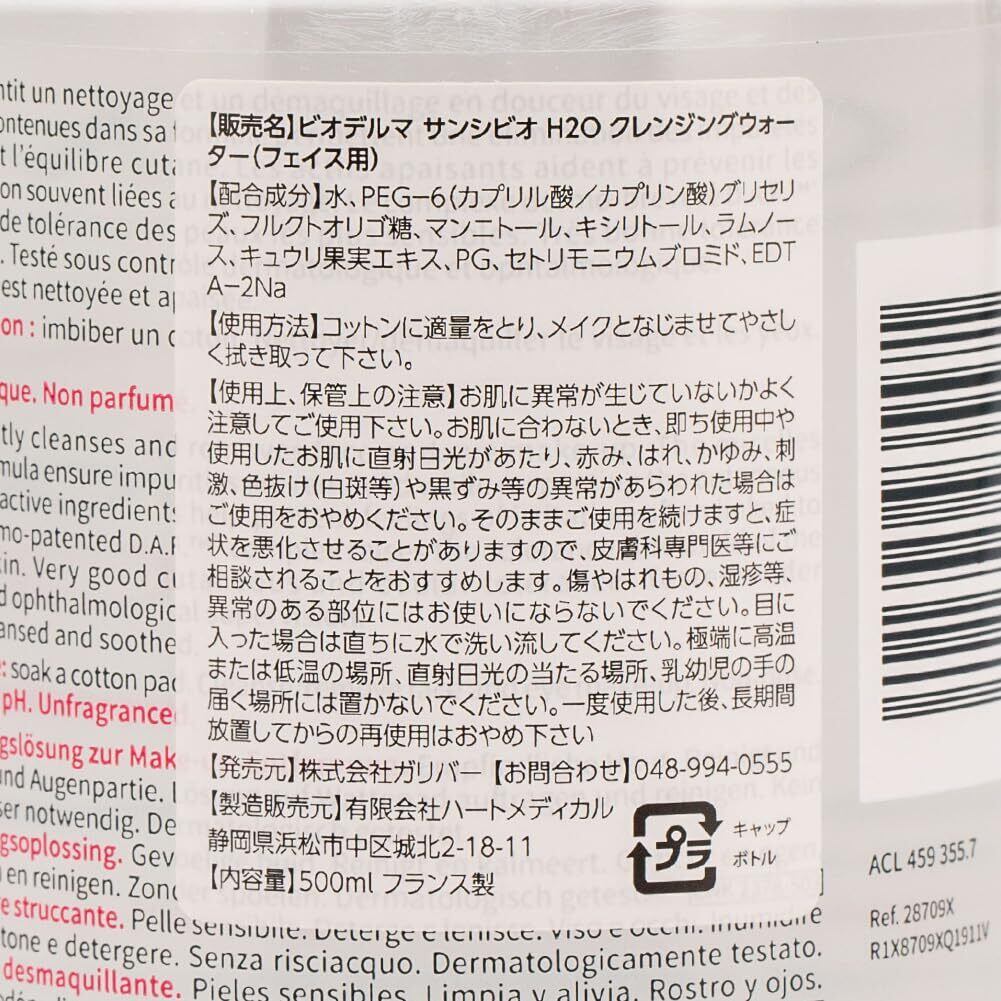 ntit un nettoyage
contenues dans sa f
t l'équilibre cuta
on souvent liées a
de tolérance des
. Testé sous contr
est nettoyée et a
on : imbiber un c
que. Non parfum
tly cleanses and
mula ensure impu
active ingredients
mo-patented D.A.F
in. Very good cu
d ophthalmologic
ansed and soothed
e: soak a cotton pad
pH. Unfragrance
gslösung zur Mak
und Augenpartie.
ser notwendig. De
gsoplossing. Gev
en reinigen. Zond
e struccante. Pelle sensibile. Deterge e lenisce. Viso e occhi. Inumidire
tone e detergere. Senza risciacquo. Dermatologicamente testato.
desmaquillante. Pieles sensibles. Limpia y alivia. Rostro y ojos.
【販売名】ビオデルマ サンシビオ H2O クレンジングウォー
ター(フェイス用)
【配合成分】水、PEG-6(カプリル酸/カプリン酸)グリセリ
ズ、フルクトオリゴ糖、マンニトール、キシリトール、ラムノー
ス、キュウリ果実エキス、PG、セトリモニウムブロミド、EDT
A-2Na
【使用方法】コットンに適量をとり、メイクとなじませてやさし
く拭き取って下さい。
【使用上、保管上の注意】お肌に異常が生じていないかよく
注意してご使用下さい。お肌に合わないとき、即ち使用中や
使用したお肌に直射日光があたり、赤み、はれ、かゆみ、刺
激、色抜け(白斑等)や黒ずみ等の異常があらわれた場合は
ご使用をおやめください。そのままご使用を続けますと、症
状を悪化させることがありますので、皮膚科専門医等にご
相談されることをおすすめします。傷やはれもの、湿疹等、
異常のある部位にはお使いにならないでください。目に
入った場合は直ちに水で洗い流してください。極端に高温
または低温の場所、直射日光の当たる場所、乳幼児の手の
届く場所には置かないでください。一度使用した後、長期間
放置してからの再使用はおやめ下さい
【発売元】株式会社ガリバー 【お問合わせ】048-994-0555
【製造販売元】有限会社ハートメディカル
静岡県浜松市中区城北2-18-11
【内容量】500ml フランス製
プラ
キャップ
ボトル
ACL 459 355.7
Ref. 28709X
R1X8709XQ1911V